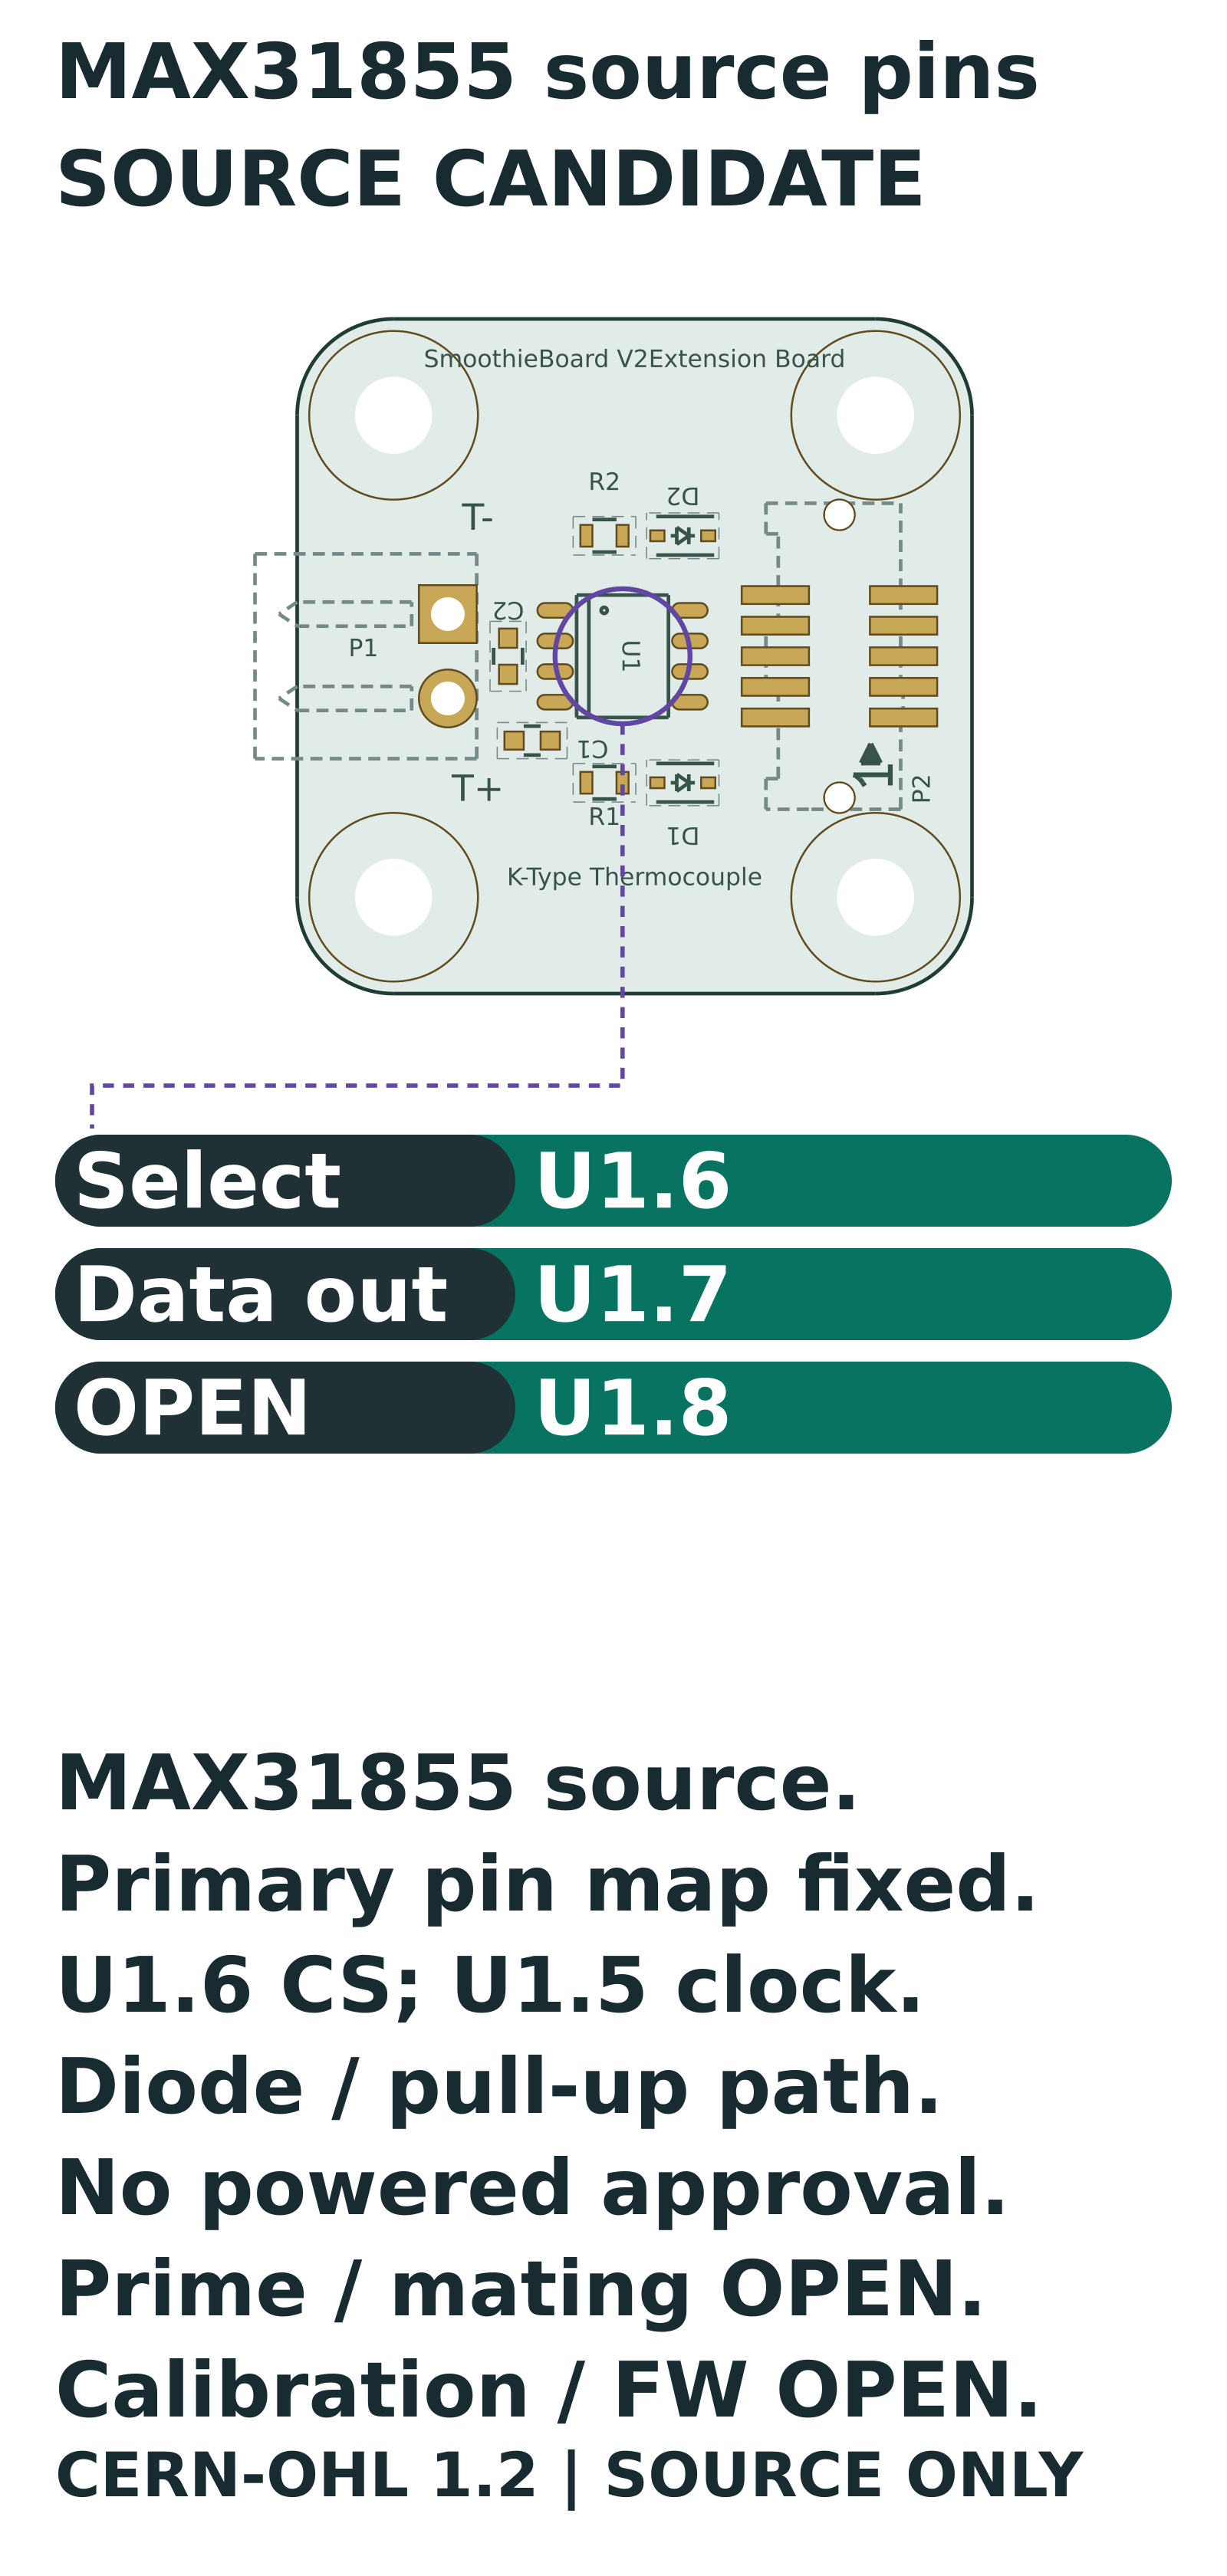 MAX31855 source pins
SOURCE CANDIDATE
SmoothieBoard V2Extension Board
R2
D2
T-
C2
P1
U1
C1
T+
R1
D1
1
P2
K-Type Thermocouple
Select U1.6
Data out U1.7
OPEN U1.8
MAX31855 source.
Primary pin map fixed.
U1.6 CS; U1.5 clock.
Diode / pull-up path.
No powered approval.
Prime / mating OPEN.
Calibration / FW OPEN.
CERN-OHL 1.2 | SOURCE ONLY